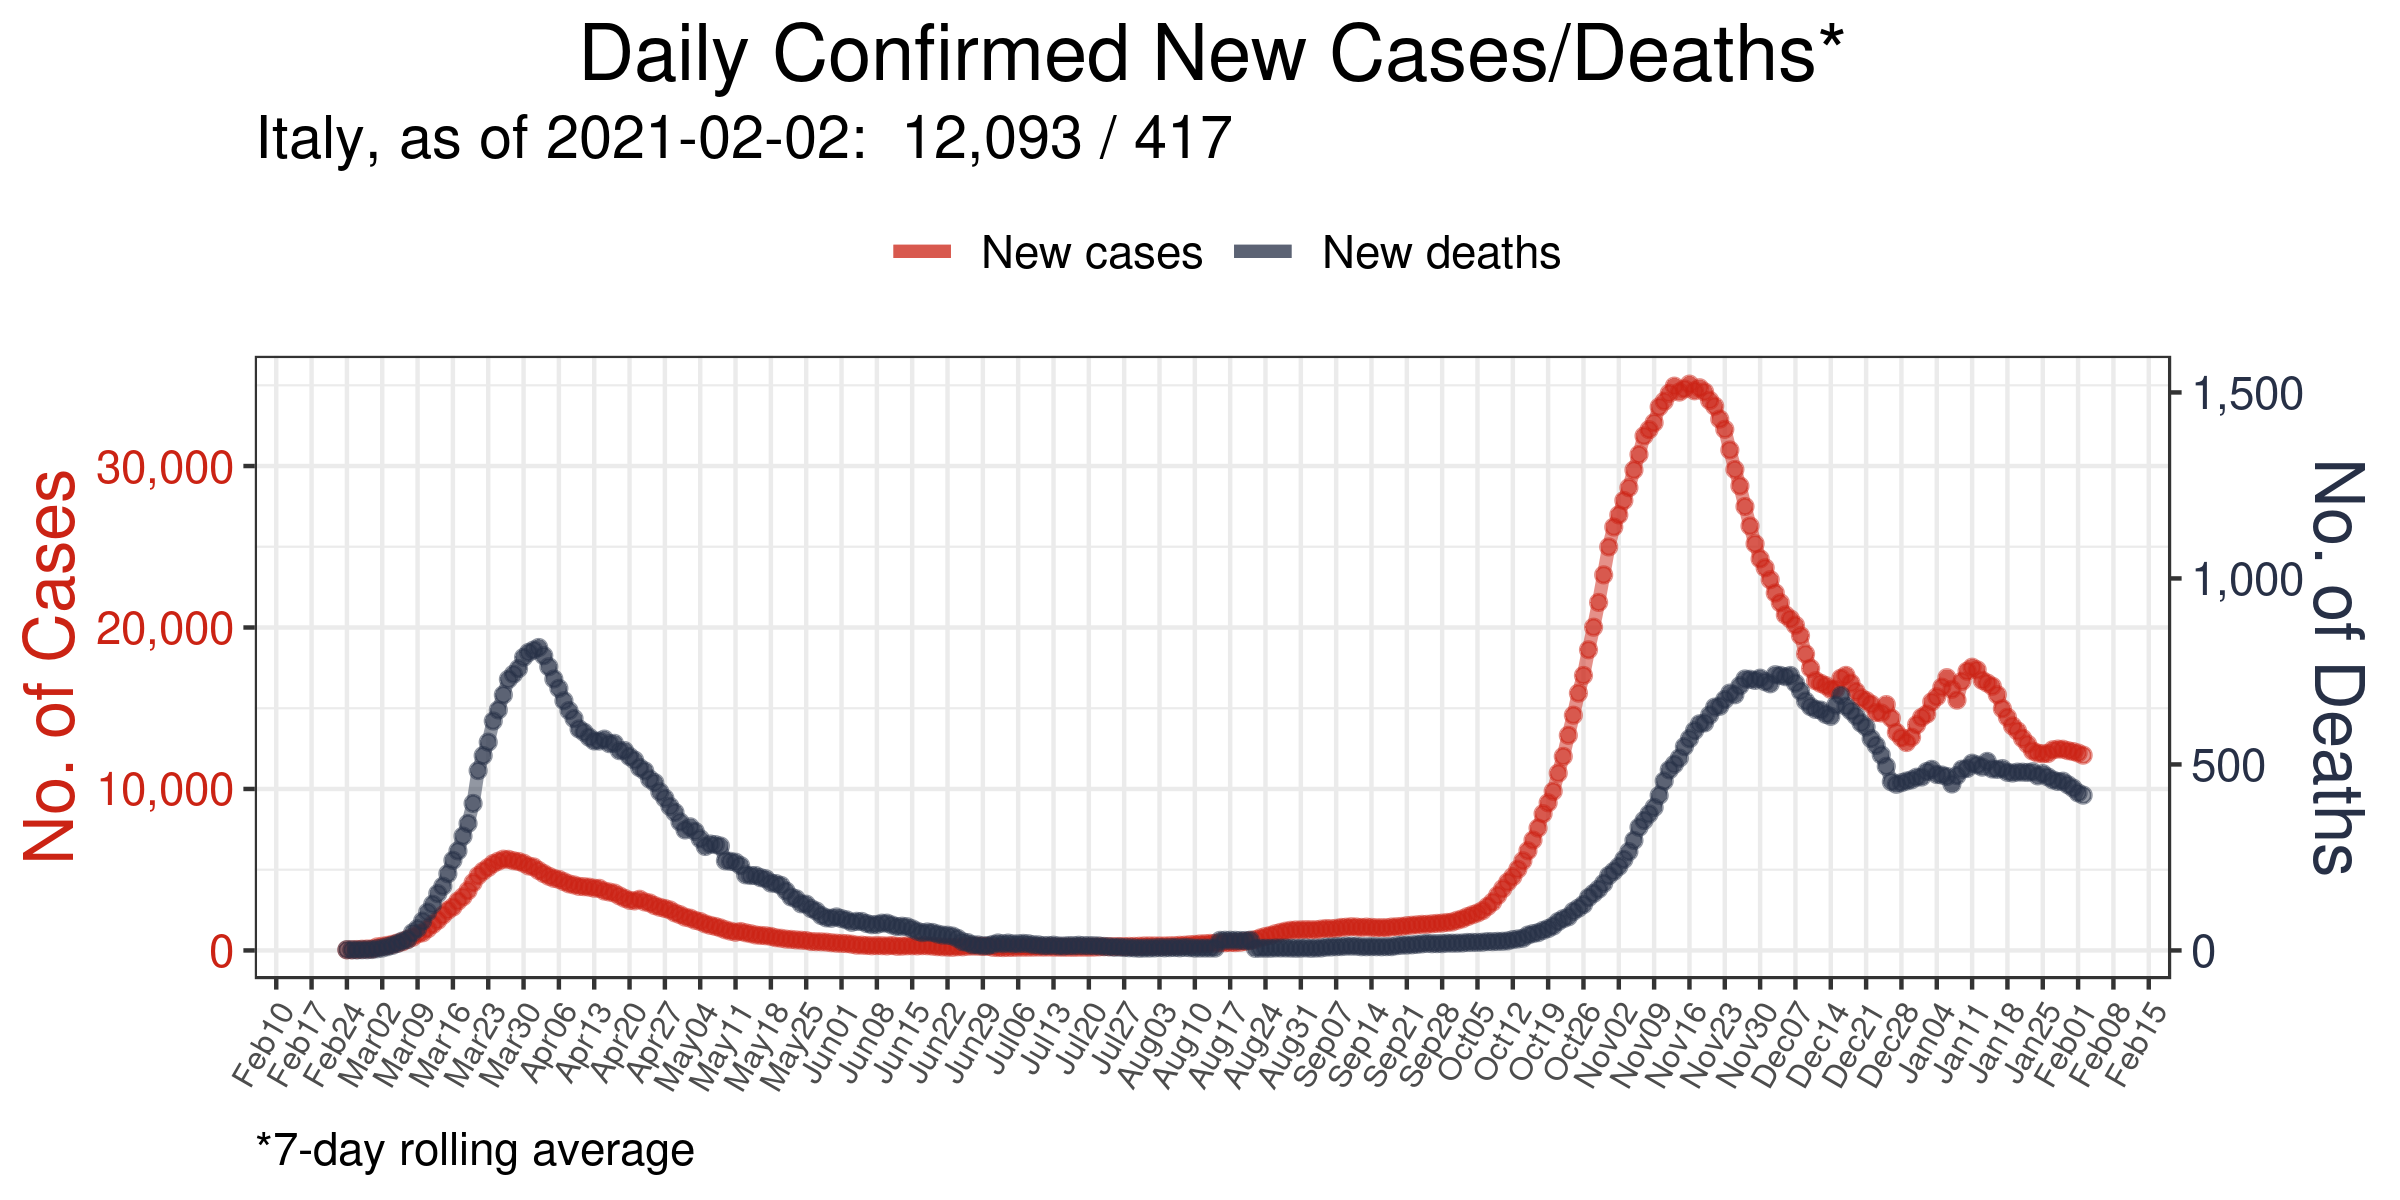 Daily Confirmed New Cases/Deaths*
Italy, as of 2021-02-02:  12,093 / 417
New cases
New deaths
No. of Cases
30,000
20,000
10,000
0
1,500
1,000
500
0
No. of Deaths
Feb10
Feb17
Feb24
Mar02
Mar09
Mar16
Mar23
Mar30
Apr06
Apr13
Apr20
Apr27
May04
May11
May18
May25
Jun01
Jun08
Jun15
Jun22
Jun29
Jul06
Jul13
Jul20
Jul27
Aug03
Aug10
Aug17
Aug24
Aug31
Sep07
Sep14
Sep21
Sep28
Oct05
Oct12
Oct19
Oct26
Nov02
Nov09
Nov16
Nov23
Nov30
Dec07
Dec14
Dec21
Dec28
Jan04
Jan11
Jan18
Jan25
Feb01
Feb08
Feb15
*7-day rolling average